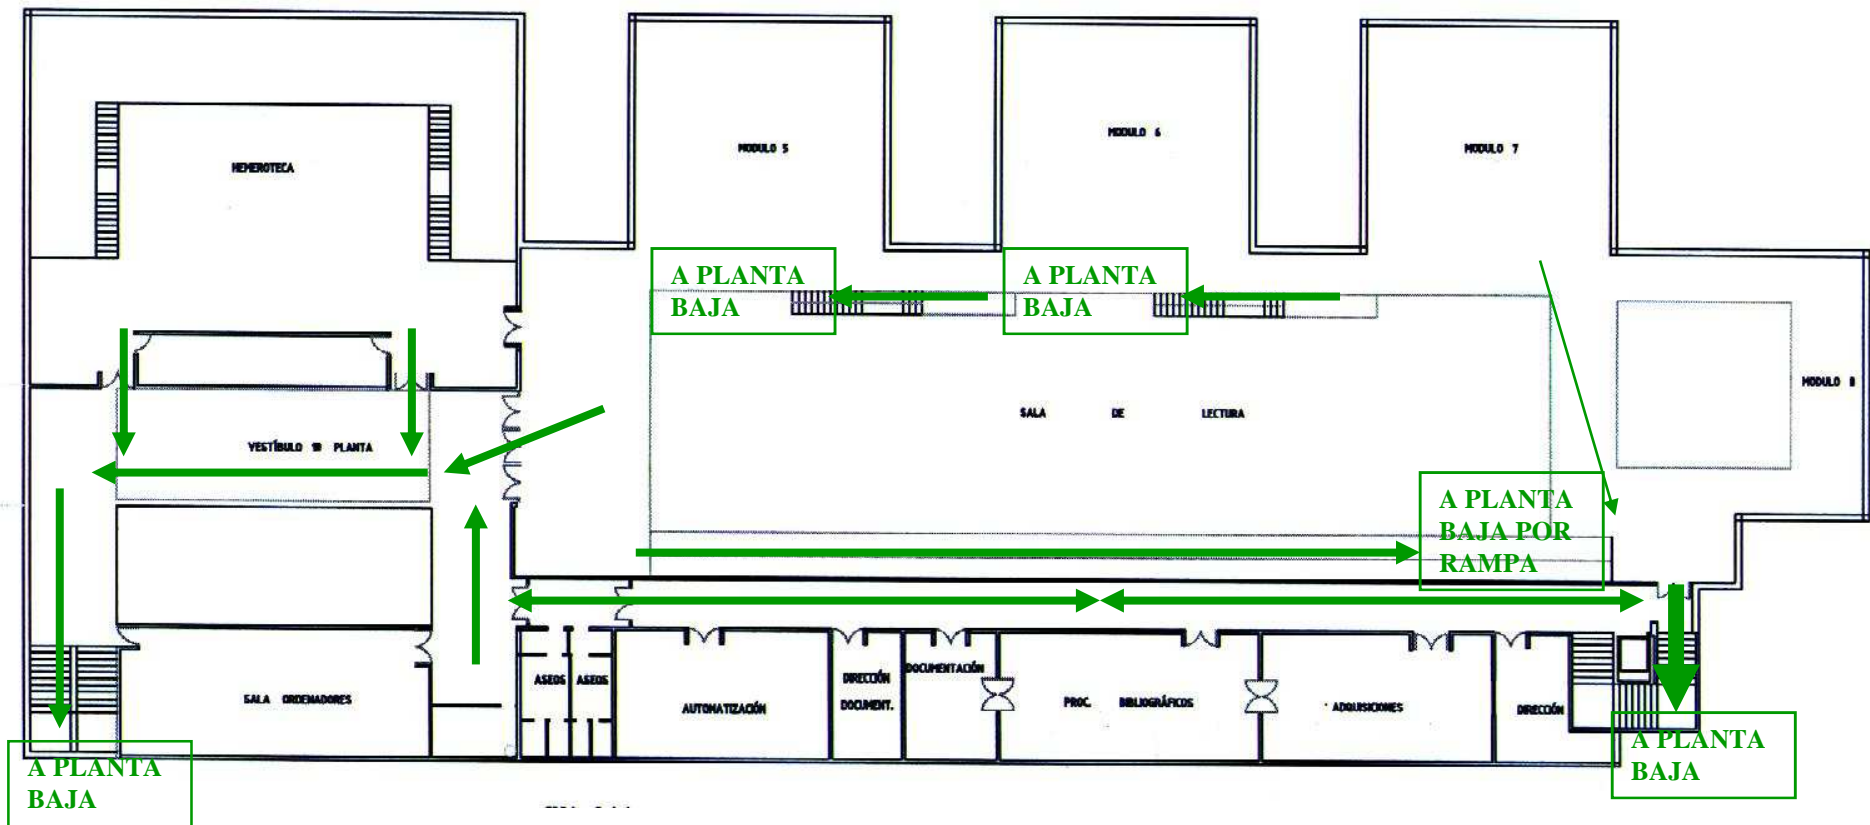 MODULO 6
MODULO 5
MODULO 7
HEMEROTECA
A PLANTA
BAJA
A PLANTA
BAJA
MODULO 8
SALA DE LECTURA
VESTÍBULO 1ª PLANTA
A PLANTA
BAJA POR
RAMPA
ASEOS
ASEOS
DIRECCIÓN
DOCUMENT.
DOCUMENTACIÓN
SALA ORDENADORES
AUTOMATIZACIÓN
PROC. BIBLIOGRÁFICOS
ADQUISICIONES
DIRECCIÓN
A PLANTA
BAJA
A PLANTA
BAJA